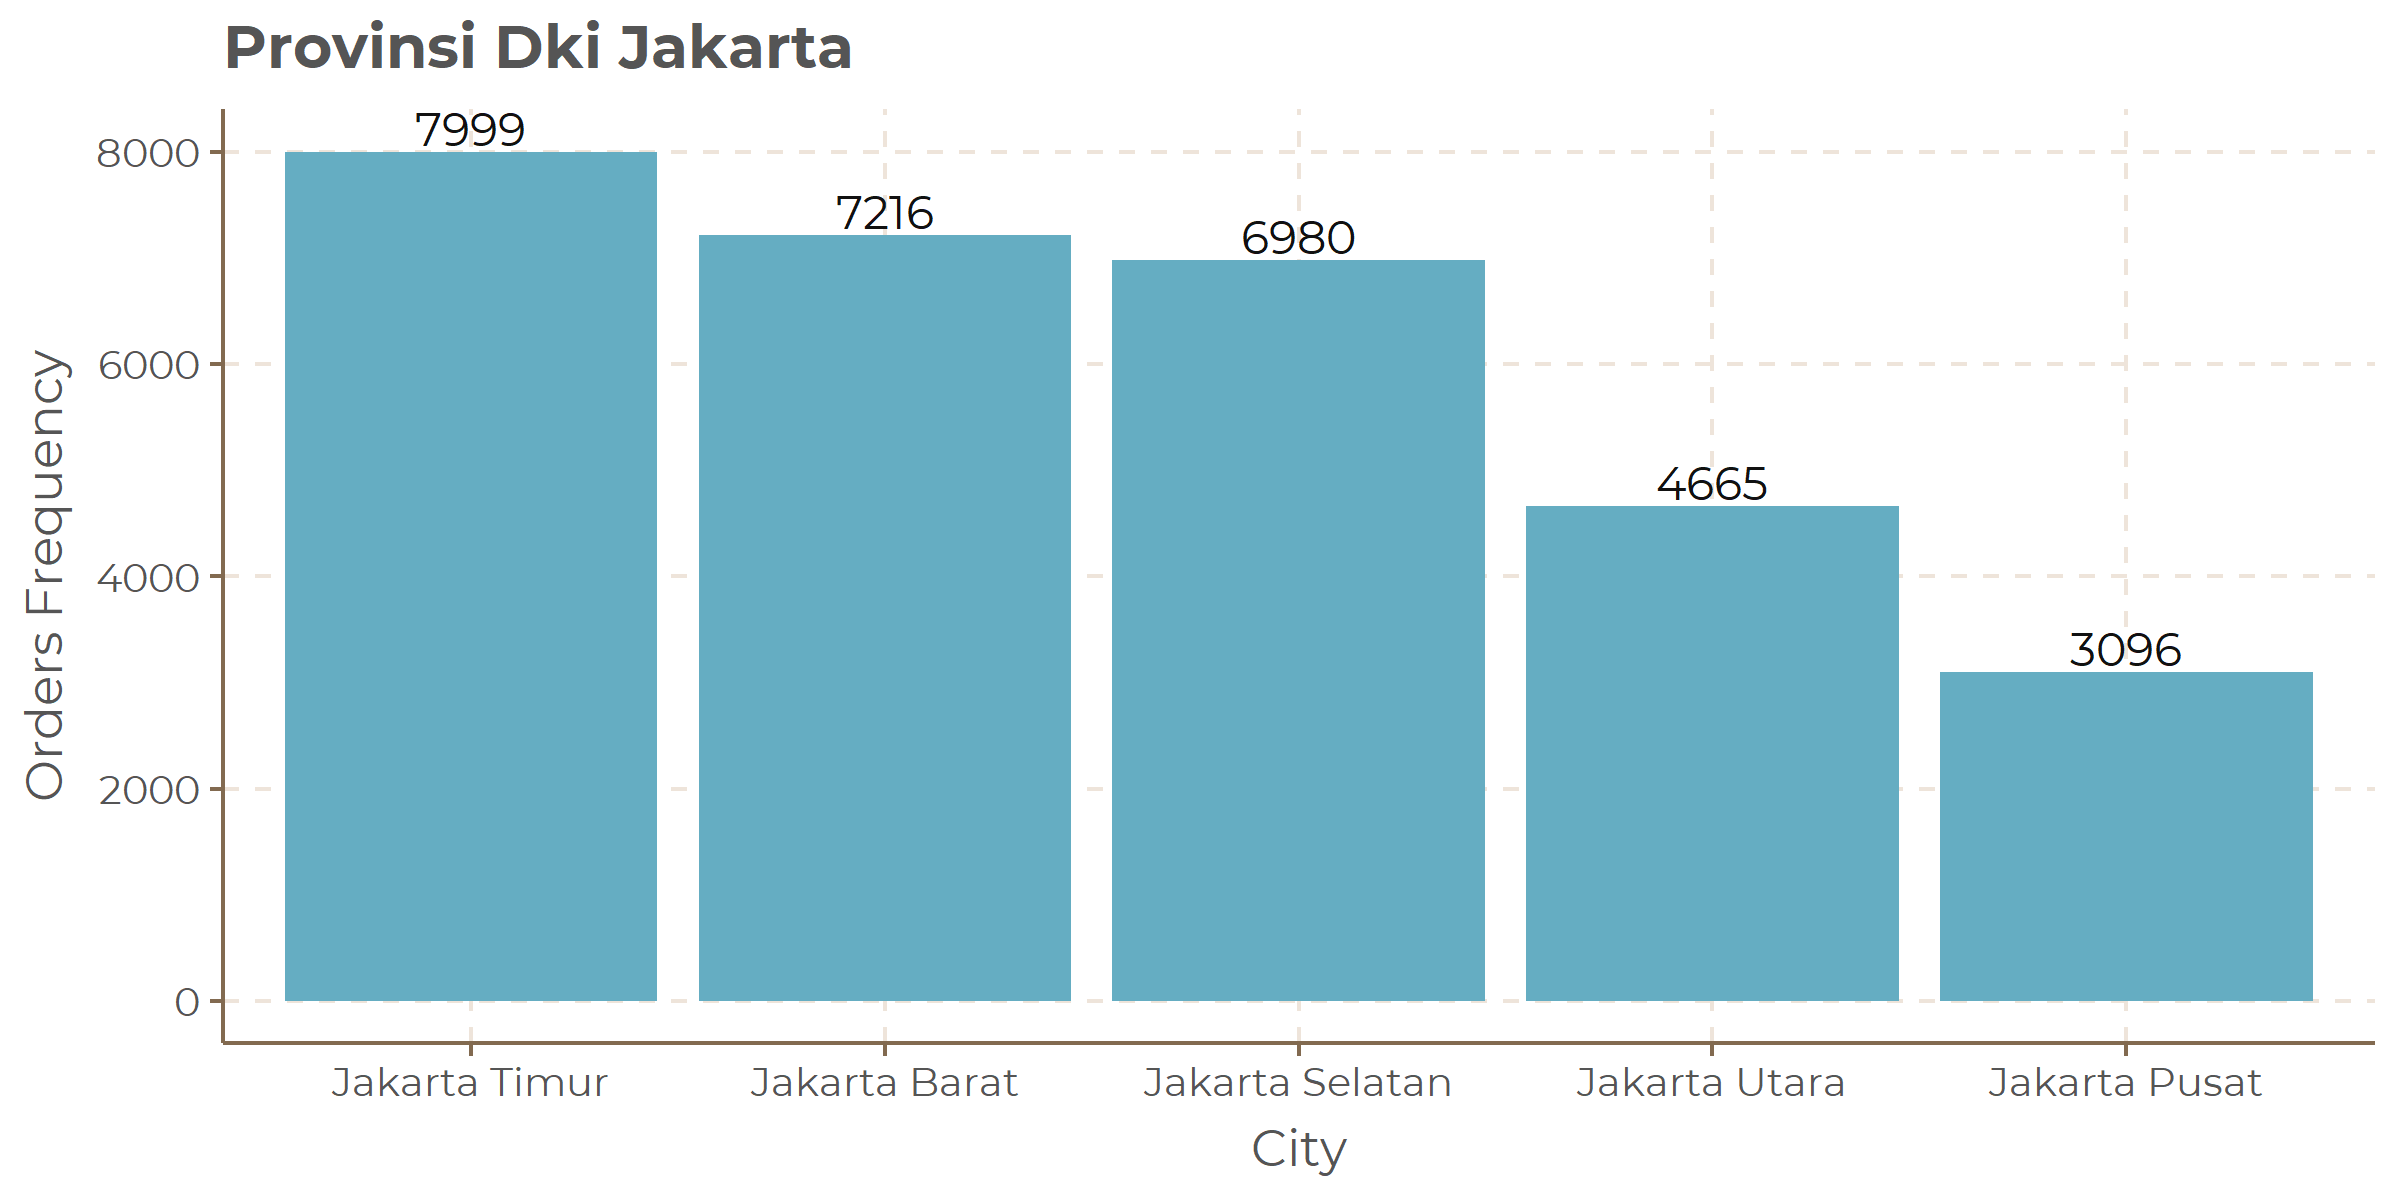 Provinsi Dki Jakarta
Orders Frequency
8000
6000
4000
2000
0
7999
7216
6980
4665
3096
Jakarta Timur
Jakarta Barat
Jakarta Selatan
Jakarta Utara
Jakarta Pusat
City